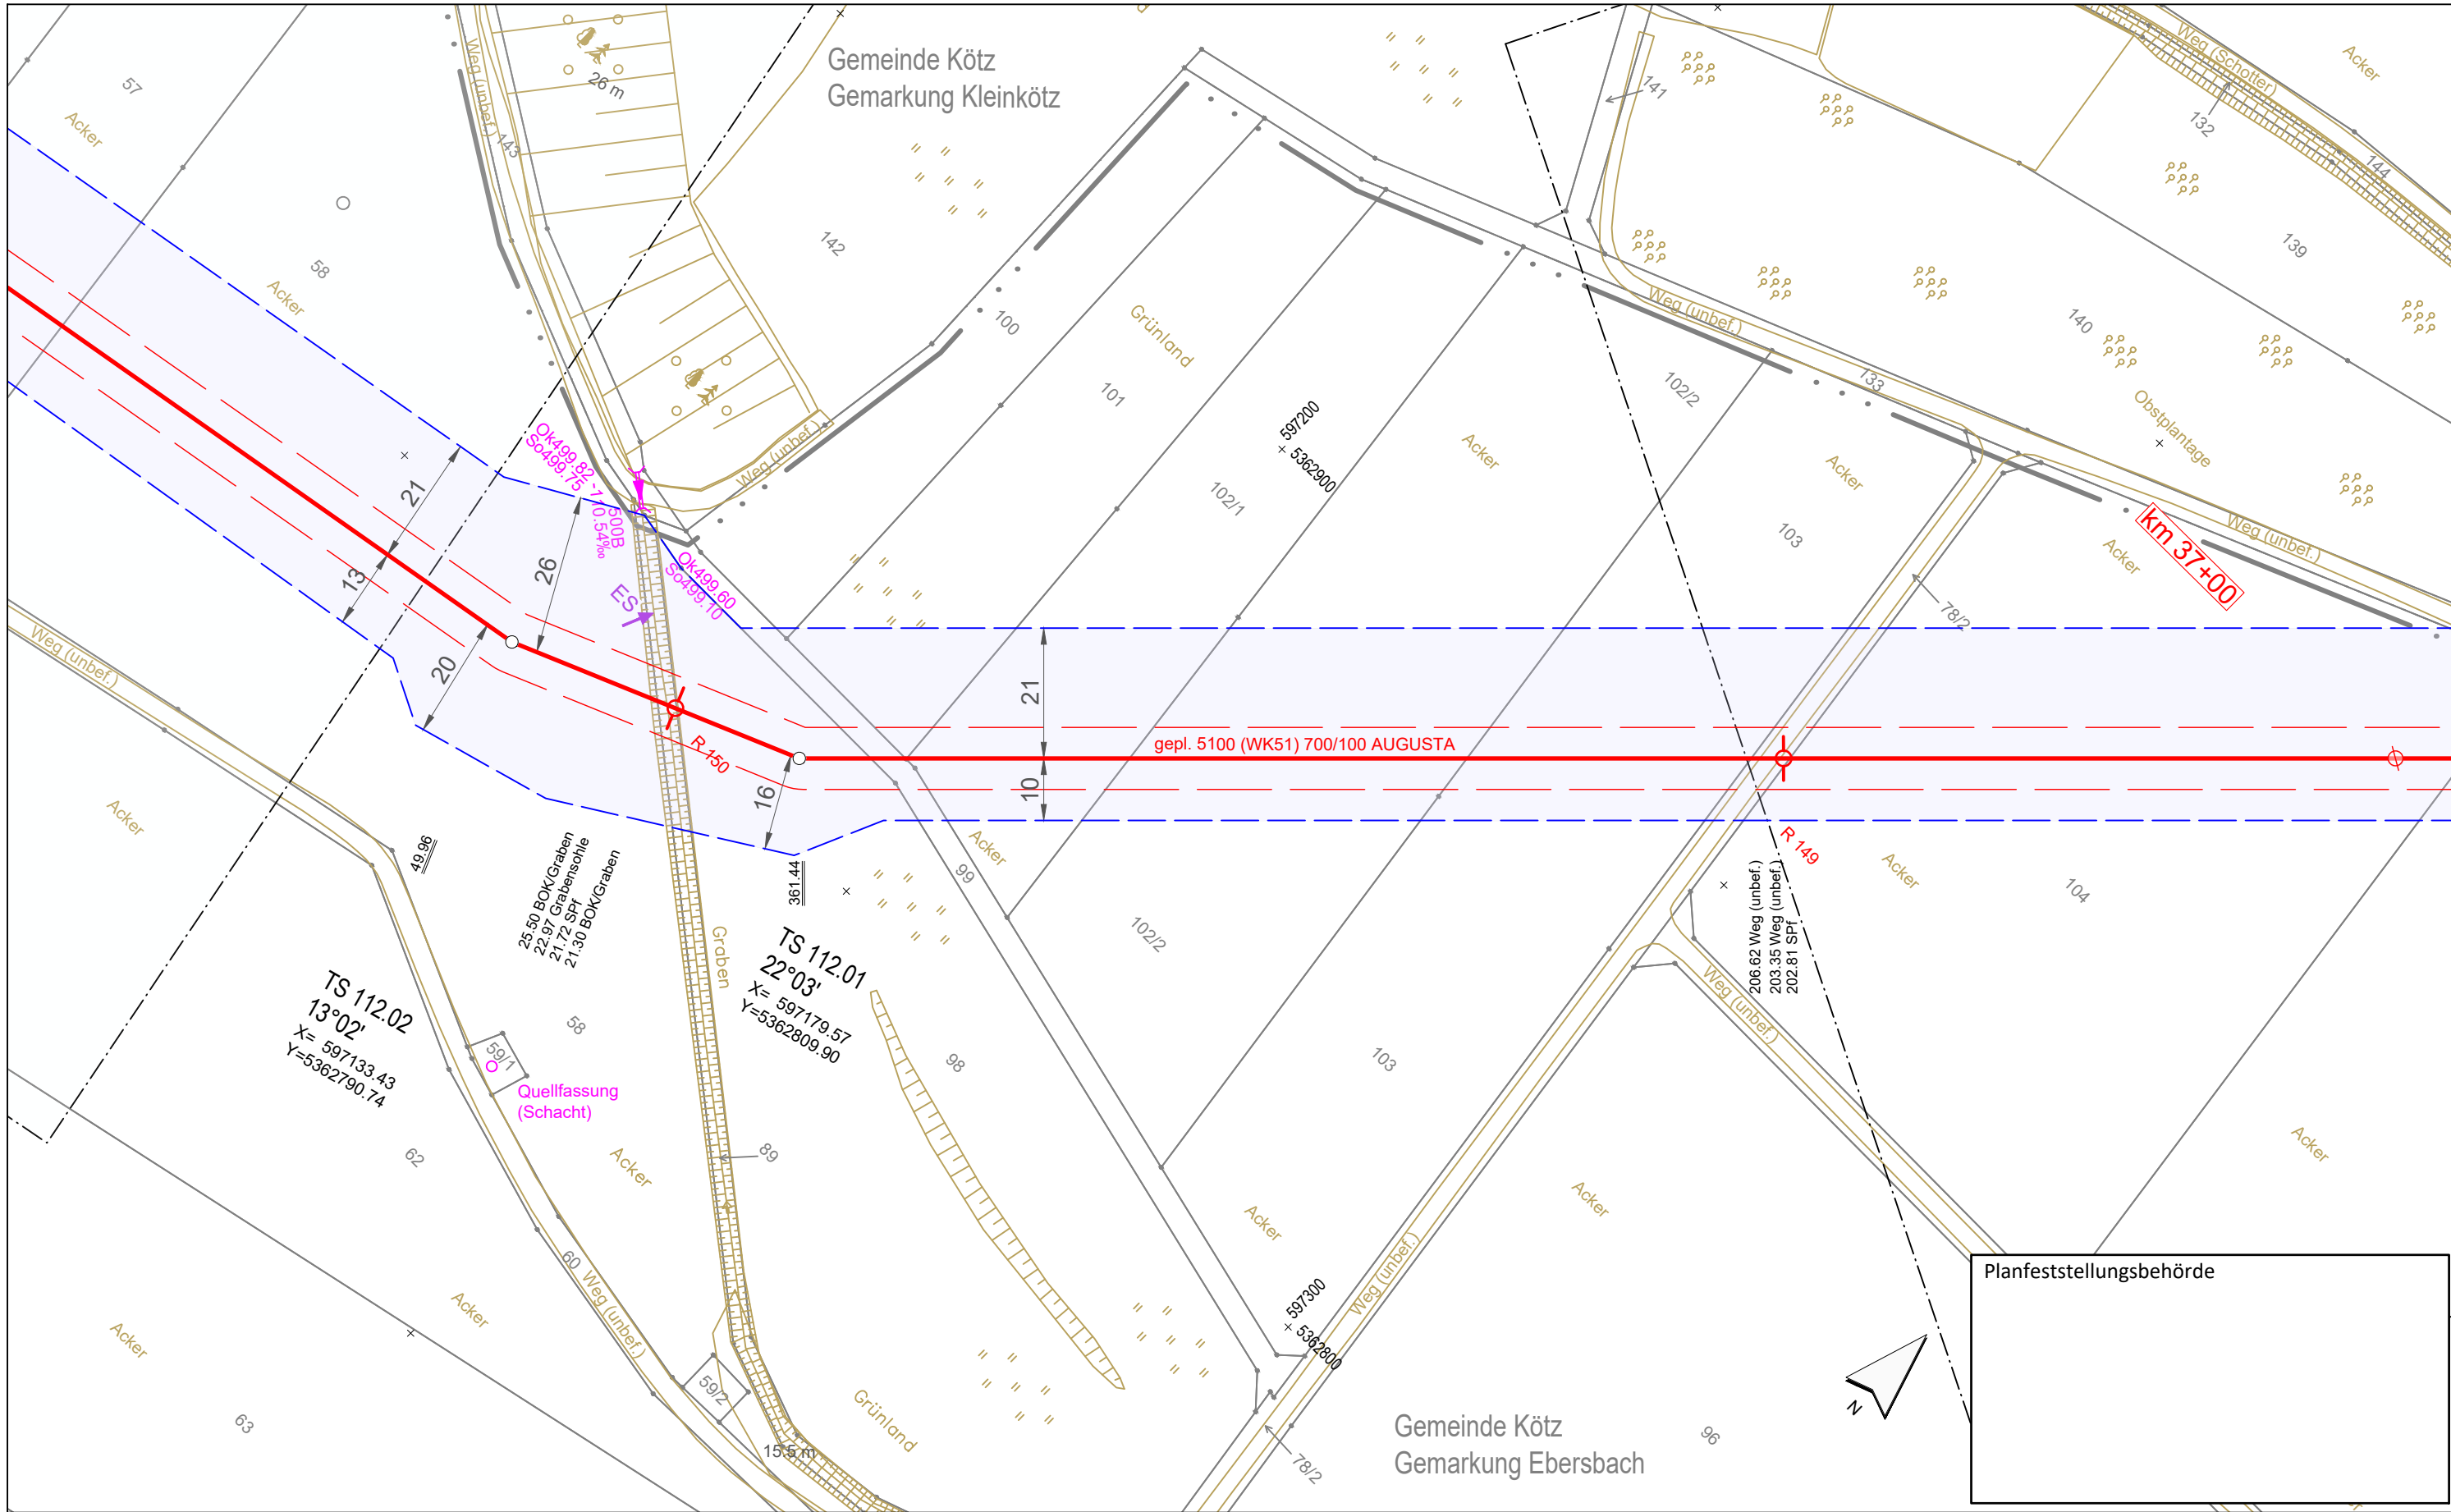 Gemeinde Kötz
Gemarkung Kleinkötz
57
Acker
58
Acker
Weg (unbef.)
143
26 m
142
100
Grünland
101
102/1
597200
5362900
Acker
102/2
141
Weg (Schotter)
132
144
Acker
139
140
Obstplantage
133
Weg (unbef.)
Acker
103
78/2
Weg (unbef.)
Acker
km 37+00
Weg (unbef.)
Ok499.82
So499.75
500B
10.54‰
Ok499.60
So499.10
ES
21
13
26
20
16
21
10
R 150
gepl. 5100 (WK51) 700/100 AUGUSTA
R 149
Weg (unbef.)
Acker
49.96
25.50 BOK/Graben
22.97 Grabensohle
21.72 SPf
21.30 BOK/Graben
361.44
TS 112.02
13°02'
X= 597133.43
Y=5362790.74
TS 112.01
22°03'
X= 597179.57
Y=5362809.90
Graben
99
Acker
102/2
206.62 Weg (unbef.)
203.35 Weg (unbef.)
202.81 SPf
Acker
104
Weg (unbef.)
58
59/1
Quellfassung
(Schacht)
98
103
62
Acker
89
Acker
Acker
Acker
60
Weg (unbef.)
Acker
Acker
63
59/2
15.5 m
Grünland
597300
5362800
Weg (unbef.)
78/2
Gemeinde Kötz
Gemarkung Ebersbach
96
N
Planfeststellungsbehörde